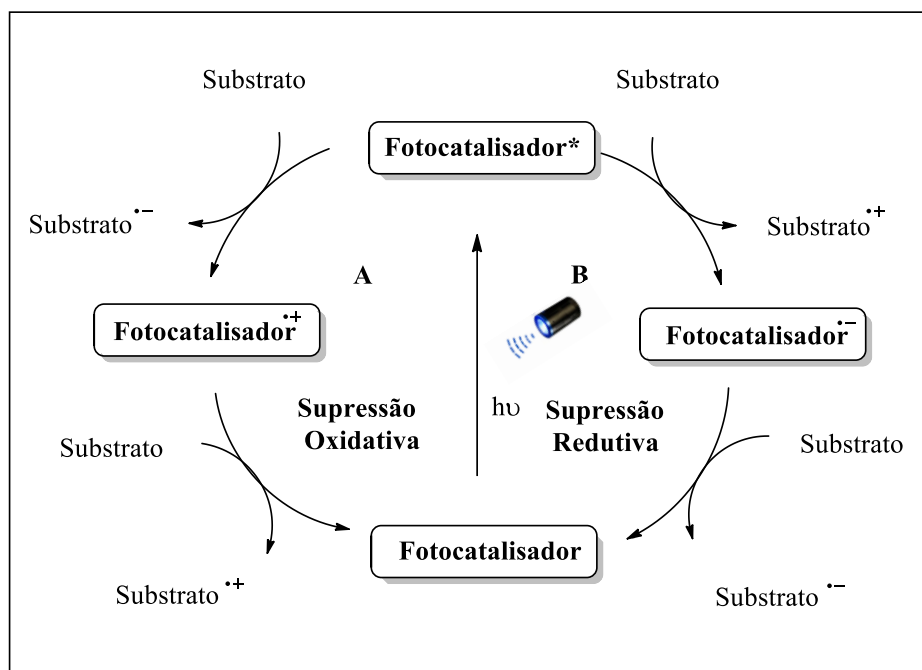 Substrato
Substrato
Fotocatalisador*
Substrato•−
Substrato•+
A
B
Fotocatalisador•+
Fotocatalisador•−
hυ
Supressão
Oxidativa
Supressão
Redutiva
Substrato
Substrato
Fotocatalisador
Substrato•+
Substrato•−